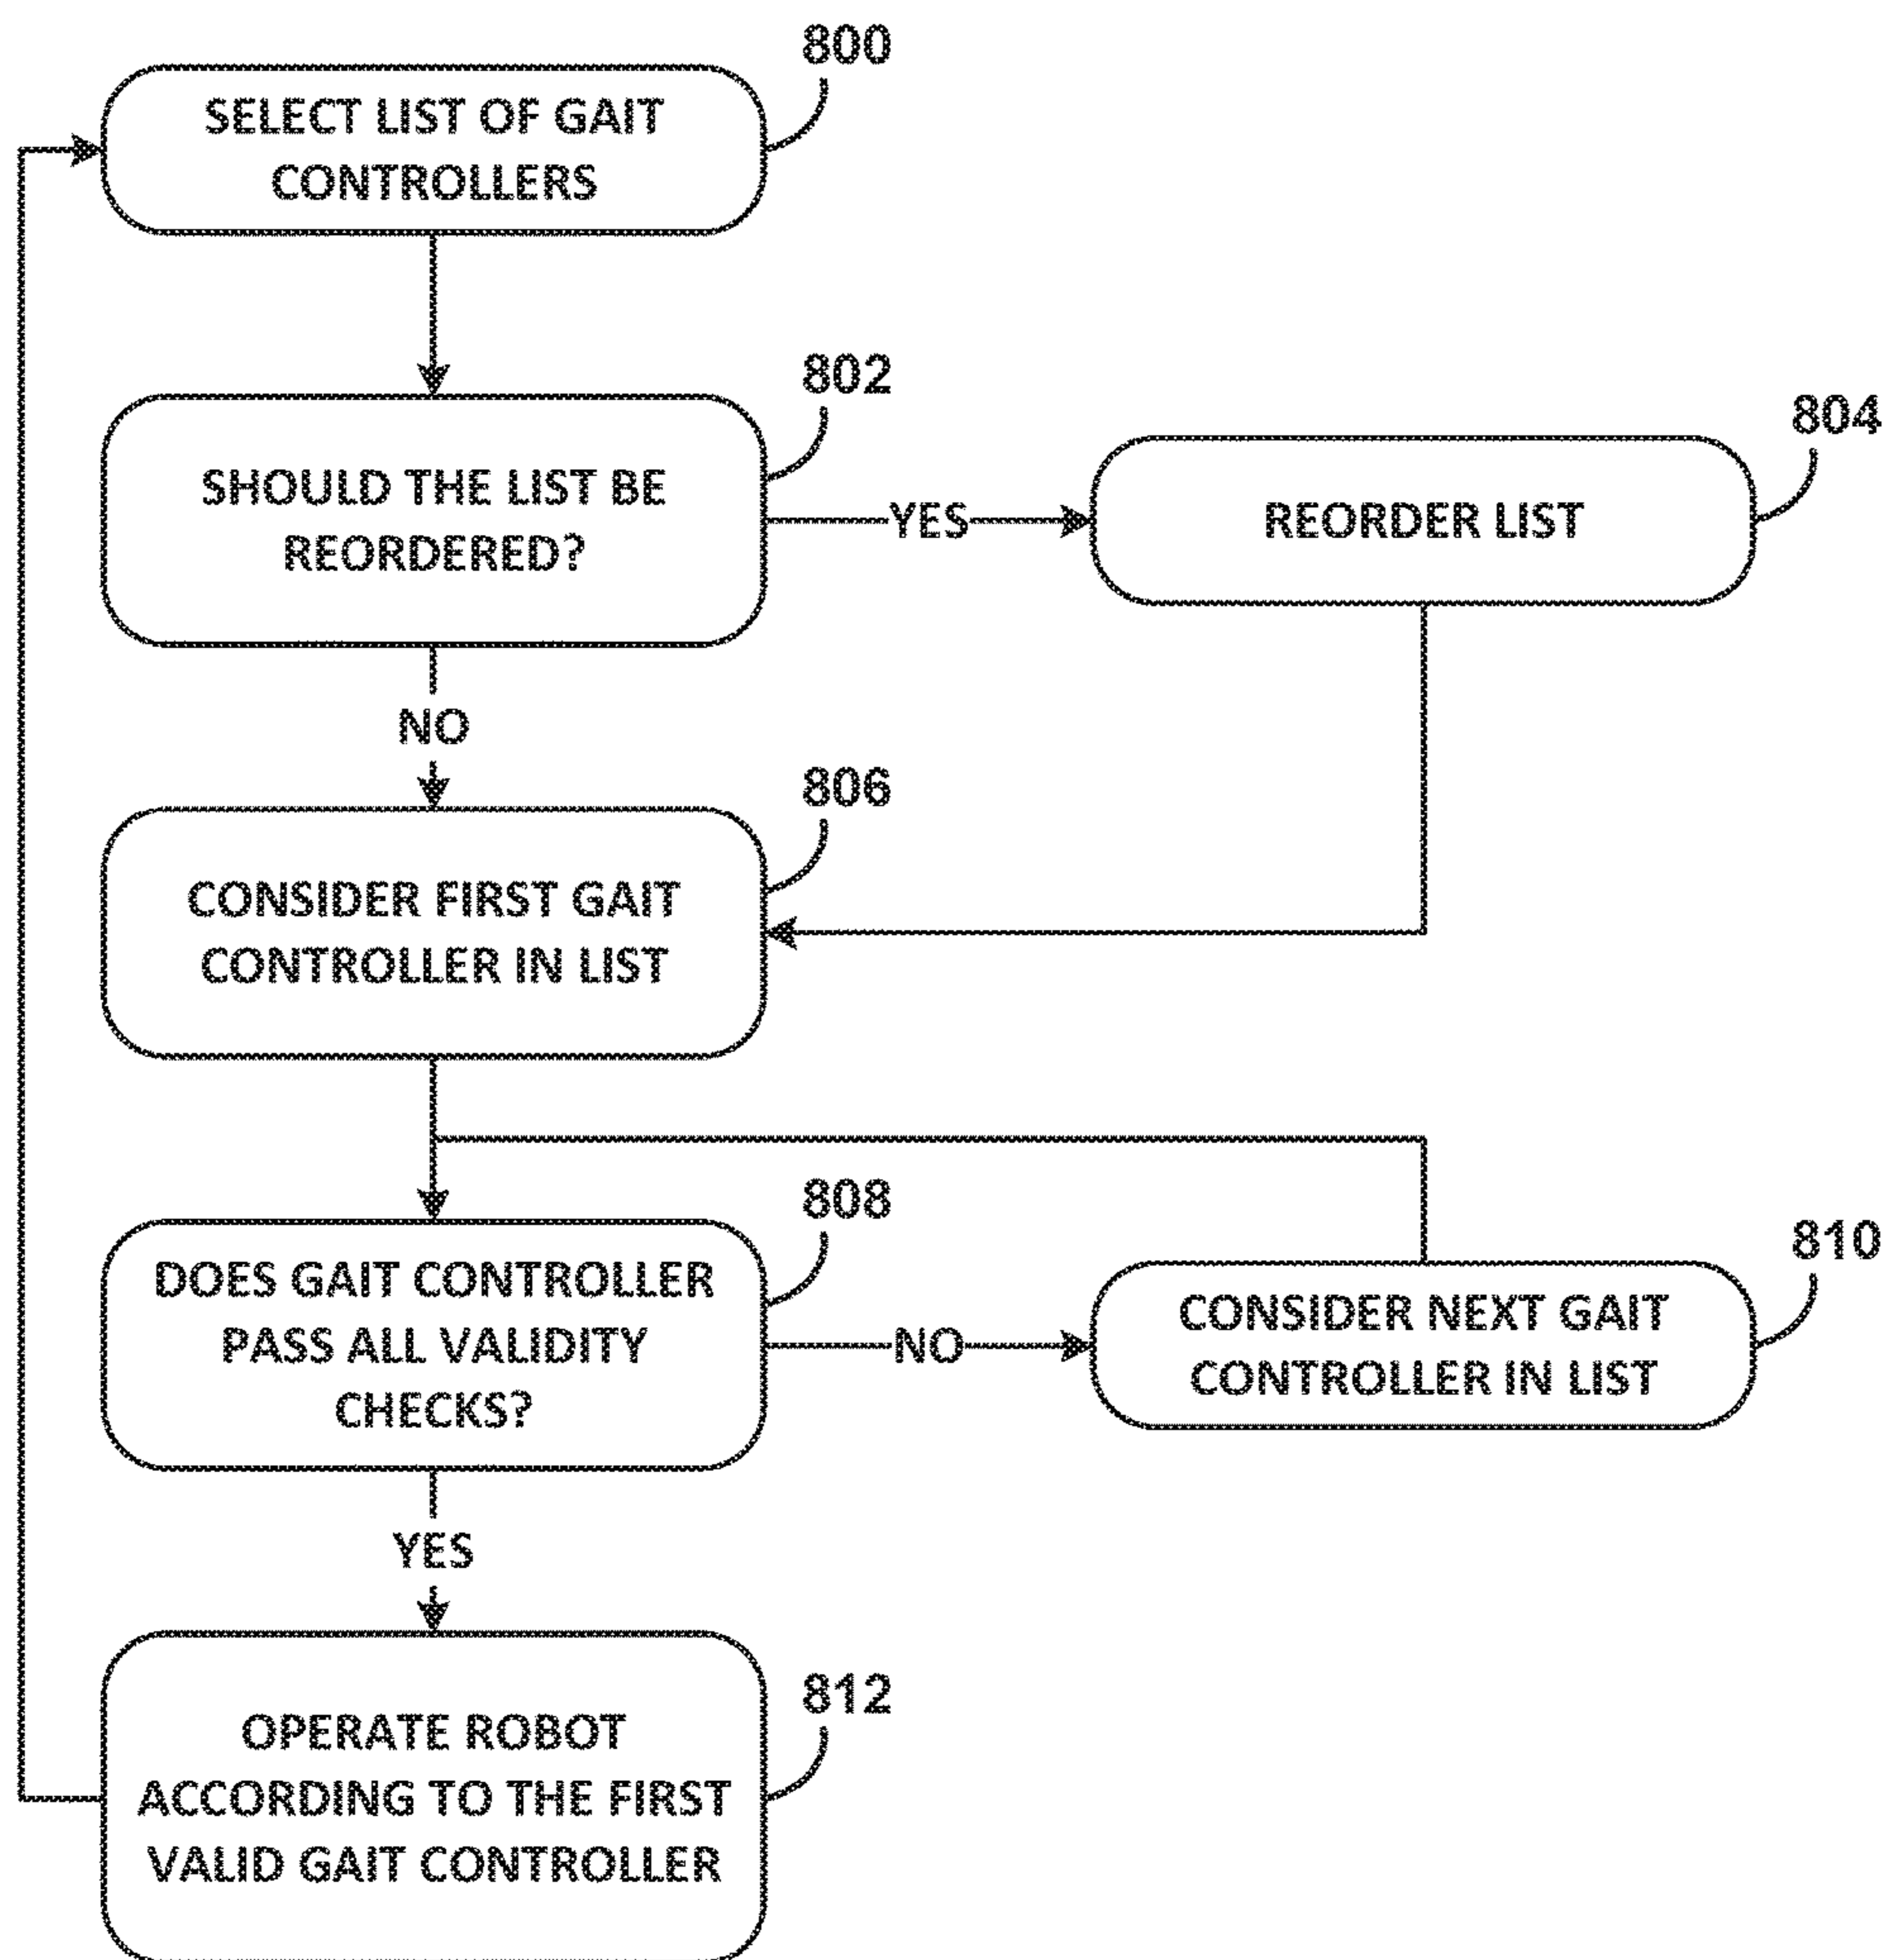 800
SELECT LIST OF GAIT
CONTROLLERS
802
SHOULD THE LIST BE
REORDERED?
YES
804
REORDER LIST
NO
806
CONSIDER FIRST GAIT
CONTROLLER IN LIST
808
DOES GAIT CONTROLLER
PASS ALL VALIDITY
CHECKS?
NO
810
CONSIDER NEXT GAIT
CONTROLLER IN LIST
YES
812
OPERATE ROBOT
ACCORDING TO THE FIRST
VALID GAIT CONTROLLER